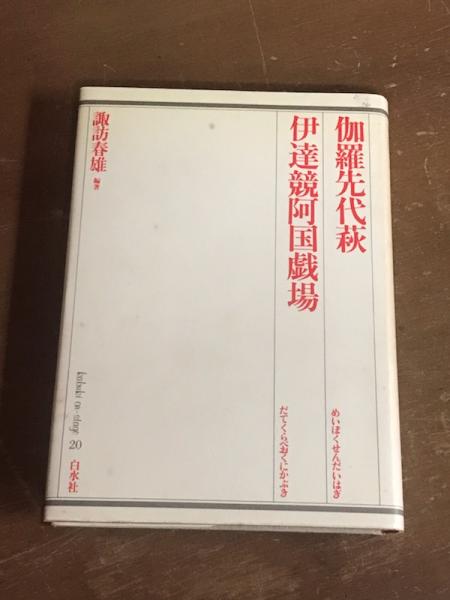 伽羅先代萩
めいぼくせんだいはぎ
伊達競阿国戯場
だてくらべおくにかぶき
諏訪春雄 編著
kabuki on-stage 20
白水社